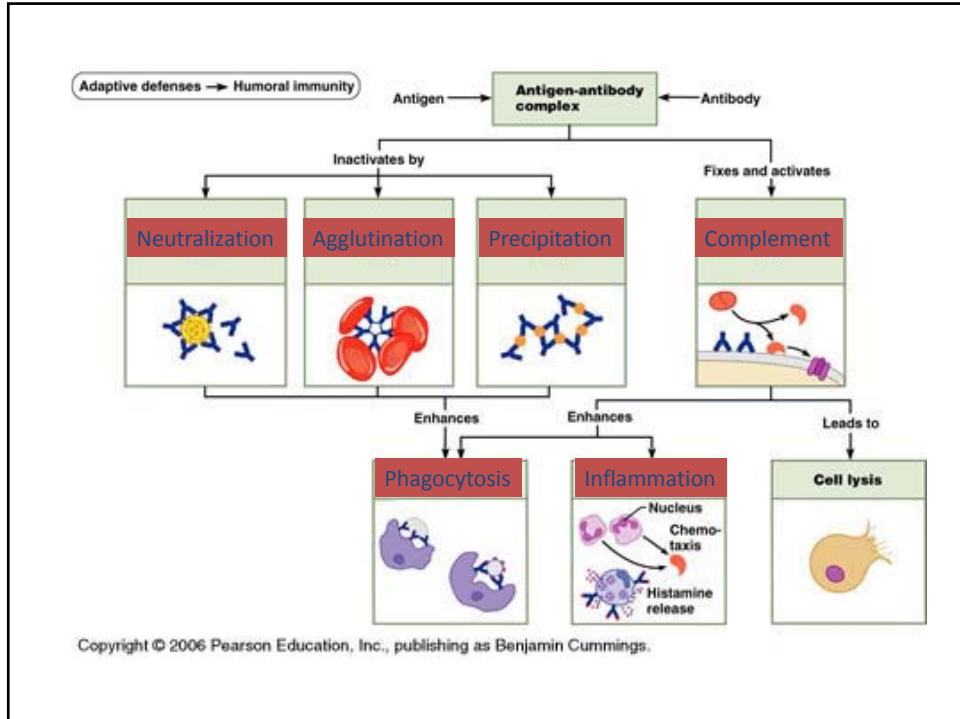 Adaptive defenses → Humoral immunity
Antigen
Antigen-antibody
complex
Antibody
Inactivates by
Fixes and activates
Neutralization
Agglutination
Precipitation
Complement
Enhances
Enhances
Leads to
Phagocytosis
Inflammation
Cell lysis
Nucleus
Chemo-
taxis
Histamine
release
Copyright © 2006 Pearson Education, Inc., publishing as Benjamin Cummings.